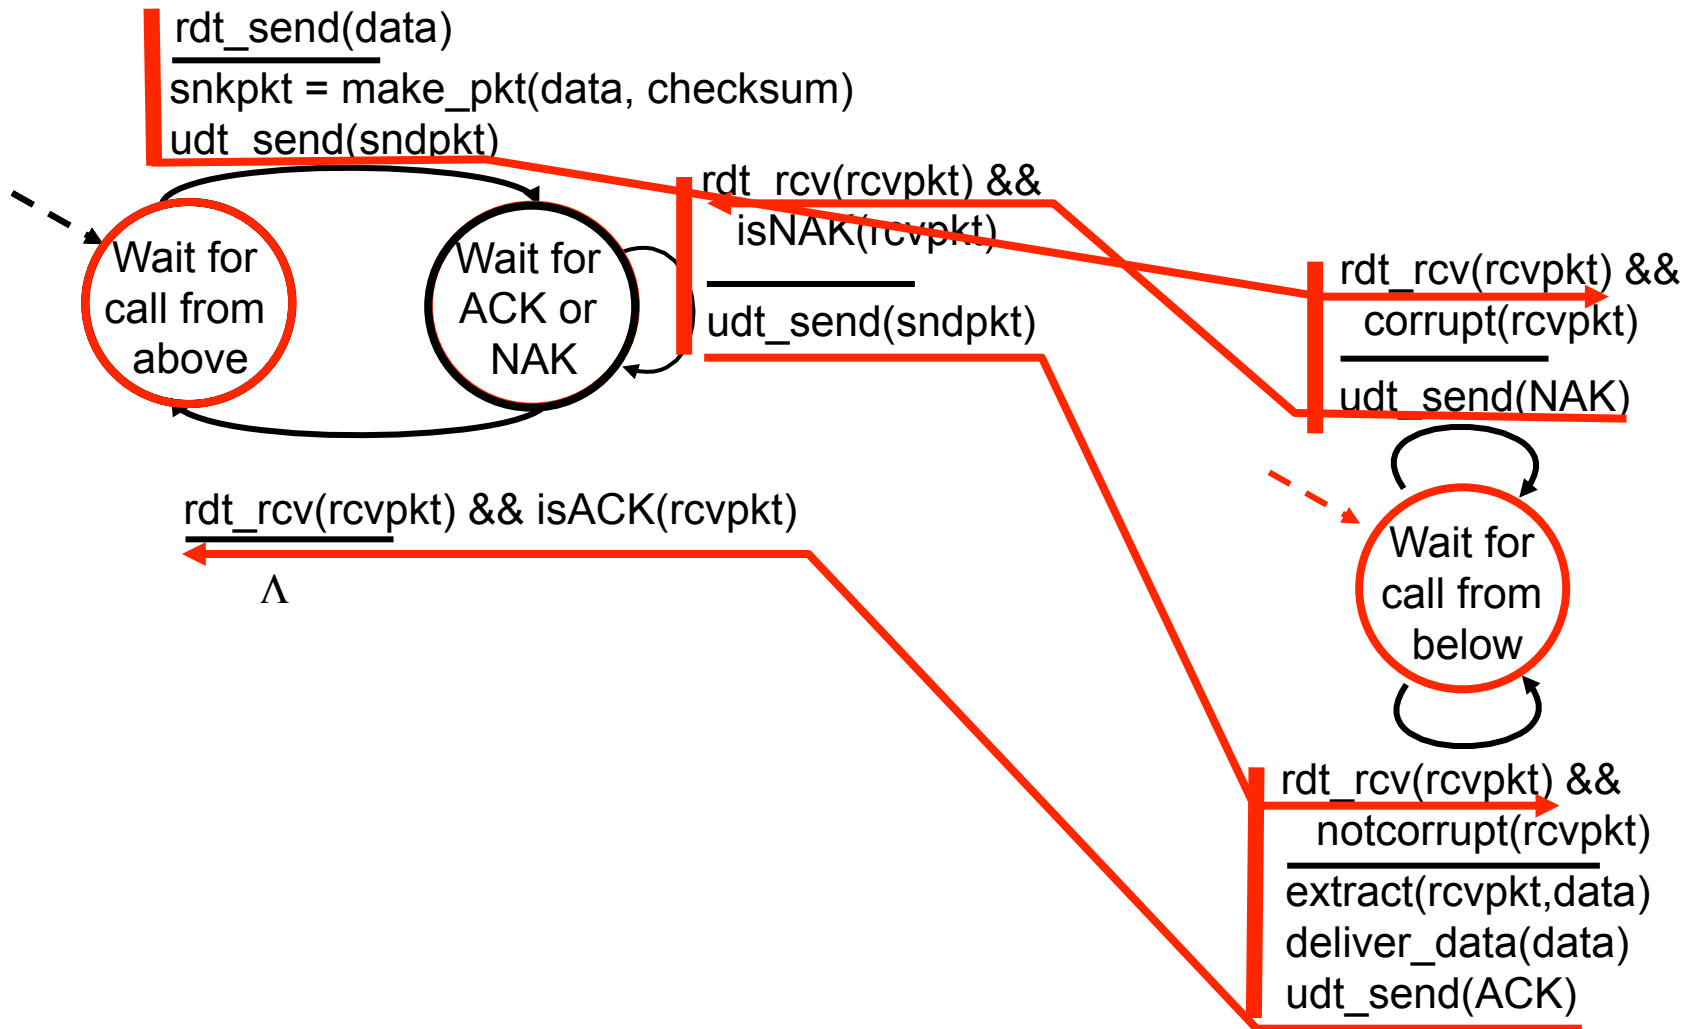 rdt_send(data)
snkpkt = make_pkt(data, checksum)
udt_send(sndpkt)
Wait for
call from
above
Wait for
ACK or
NAK
rdt_rcv(rcvpkt) &&
isNAK(rcvpkt)
udt_send(sndpkt)
rdt_rcv(rcvpkt) && isACK(rcvpkt)
Λ
rdt_rcv(rcvpkt) &&
corrupt(rcvpkt)
udt_send(NAK)
Wait for
call from
below
rdt_rcv(rcvpkt) &&
notcorrupt(rcvpkt)
extract(rcvpkt,data)
deliver_data(data)
udt_send(ACK)